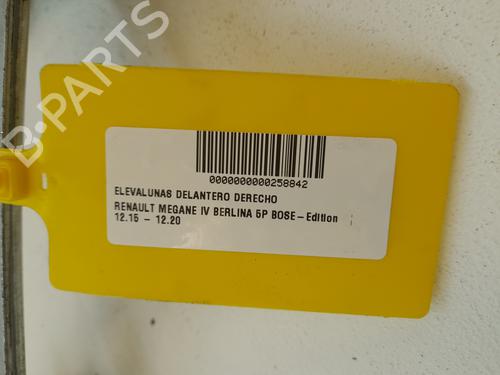 B-PARTS
0000000000258842
ELEVALUNAS DELANTERO DERECHO
RENAULT MEGANE IV BERLINA 5P BOSE-Edition
12.15 - 12.20